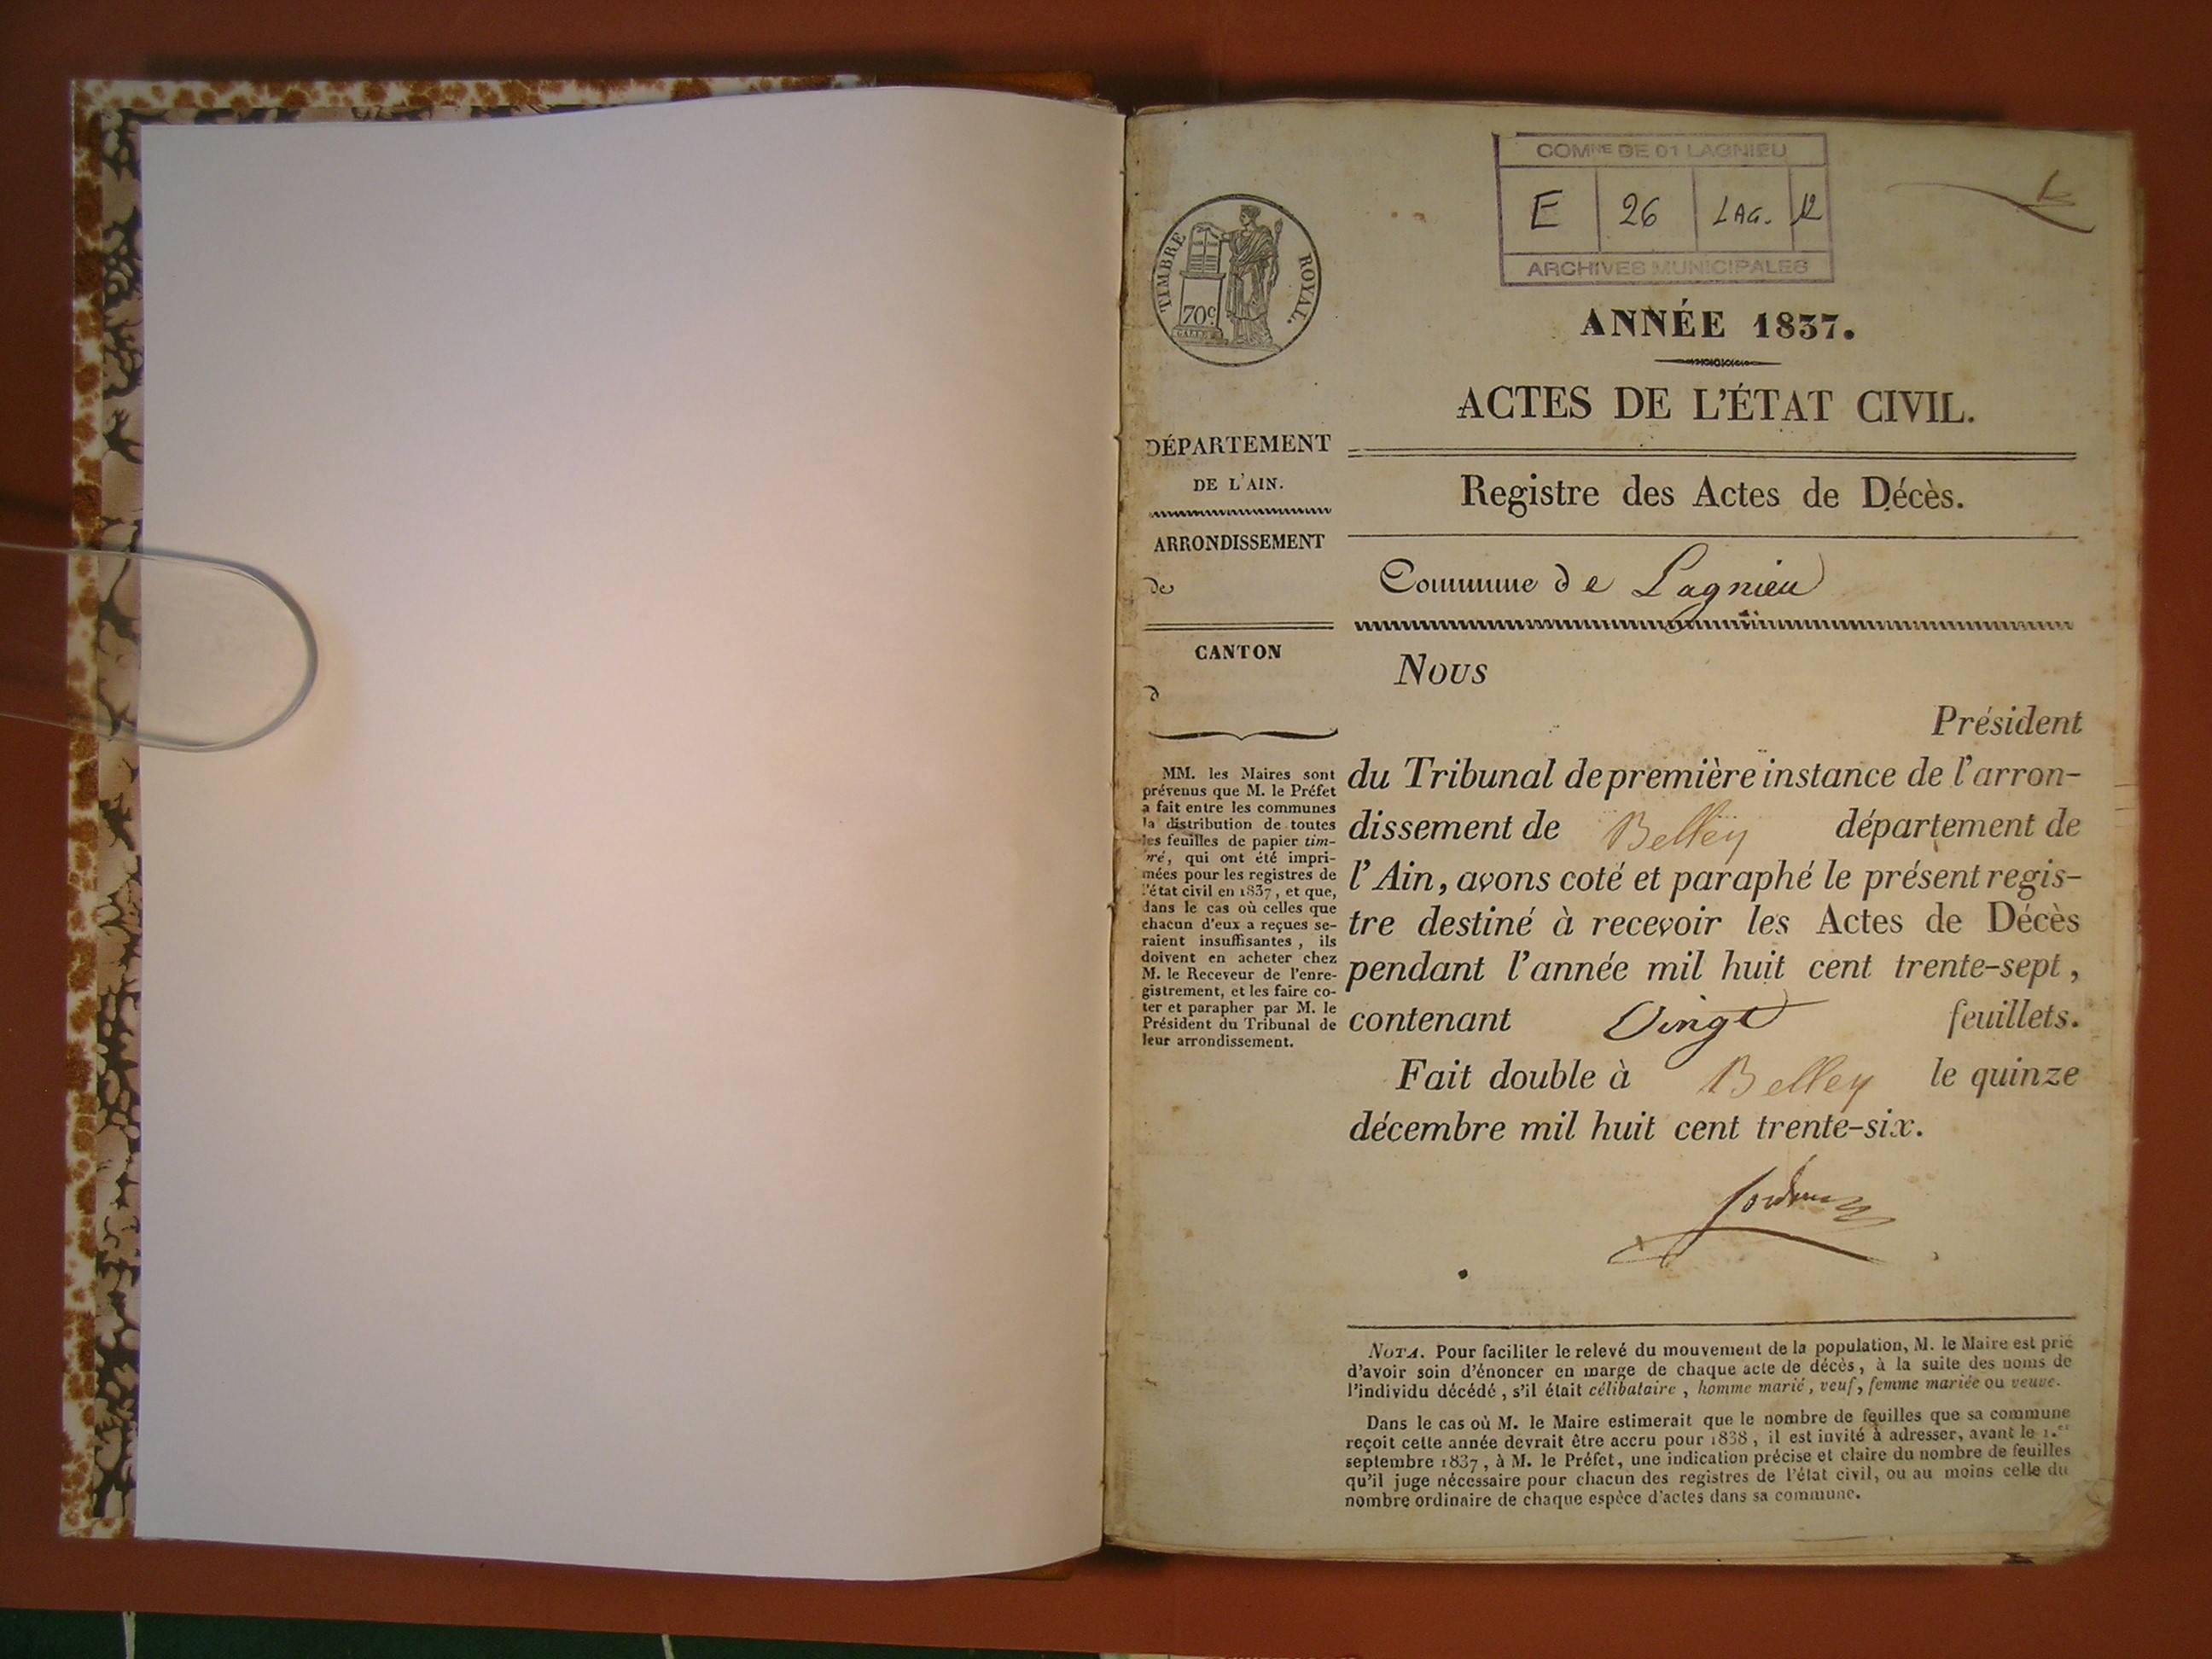 COMNE DE 01 LAGNIEU
E 26 LAG. 12
ARCHIVES MUNICIPALES
TIMBRE ROYAL.
70c
ANNÉE 1837.
ACTES DE L'ÉTAT CIVIL.
DÉPARTEMENT
DE L'AIN.
ARRONDISSEMENT
de
CANTON
d
MM. les Maires sont
prévenus que M. le Préfet
a fait entre les communes
la distribution de toutes
les feuilles de papier tim-
ré, qui ont été impri-
mées pour les registres de
l'état civil en 1837, et que,
dans le cas où celles que
chacun d'eux a reçues se-
raient insuffisantes, ils
doivent en acheter chez
M. le Receveur de l'enre-
gistrement, et les faire co-
ter et parapher par M. le
Président du Tribunal de
leur arrondissement.
Registre des Actes de Décès.
Commune de Lagnieu
Nous
Président
du Tribunal de première instance de l'arron-
dissement de Belley département de
l'Ain, avons coté et paraphé le présent regis-
tre destiné à recevoir les Actes de Décès
pendant l'année mil huit cent trente-sept,
contenant Vingt feuillets.
Fait double à Belley le quinze
décembre mil huit cent trente-six.
NOTA. Pour faciliter le relevé du mouvement de la population, M. le Maire est prié
d'avoir soin d'énoncer en marge de chaque acte de décès, à la suite des noms de
l'individu décédé, s'il était célibataire, homme marié, veuf, femme mariée ou veuve.
Dans le cas où M. le Maire estimerait que le nombre de feuilles que sa commune
reçoit cette année devrait être accru pour 1838, il est invité à adresser, avant le 1.er
septembre 1837, à M. le Préfet, une indication précise et claire du nombre de feuilles
qu'il juge nécessaire pour chacun des registres de l'état civil, ou au moins celle du
nombre ordinaire de chaque espèce d'actes dans sa commune.